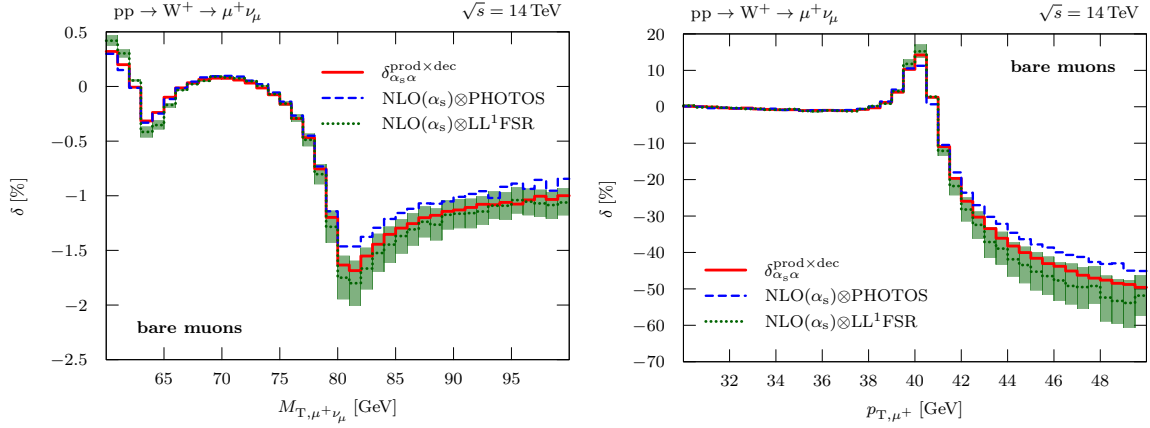 pp → W⁺ → μ⁺ν_μ √s = 14 TeV
0.5
0
−0.5
−1
−1.5
−2
−2.5
δ [%]
δ^{prod×dec}_{α_sα}
NLO(α_s)⊗PHOTOS
NLO(α_s)⊗LL¹FSR
bare muons
65 70 75 80 85 90 95
M_{T,μ⁺ν_μ} [GeV]
pp → W⁺ → μ⁺ν_μ √s = 14 TeV
20
10
0
−10
−20
−30
−40
−50
−60
−70
δ [%]
bare muons
δ^{prod×dec}_{α_sα}
NLO(α_s)⊗PHOTOS
NLO(α_s)⊗LL¹FSR
32 34 36 38 40 42 44 46 48
p_{T,μ⁺} [GeV]